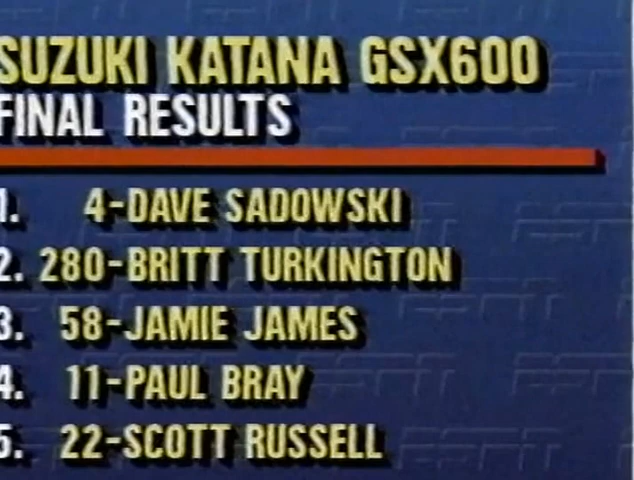 SUZUKI KATANA GSX600
FINAL RESULTS
1. 4-DAVE SADOWSKI
2. 280-BRITT TURKINGTON
3. 58-JAMIE JAMES
4. 11-PAUL BRAY
5. 22-SCOTT RUSSELL
ESPN